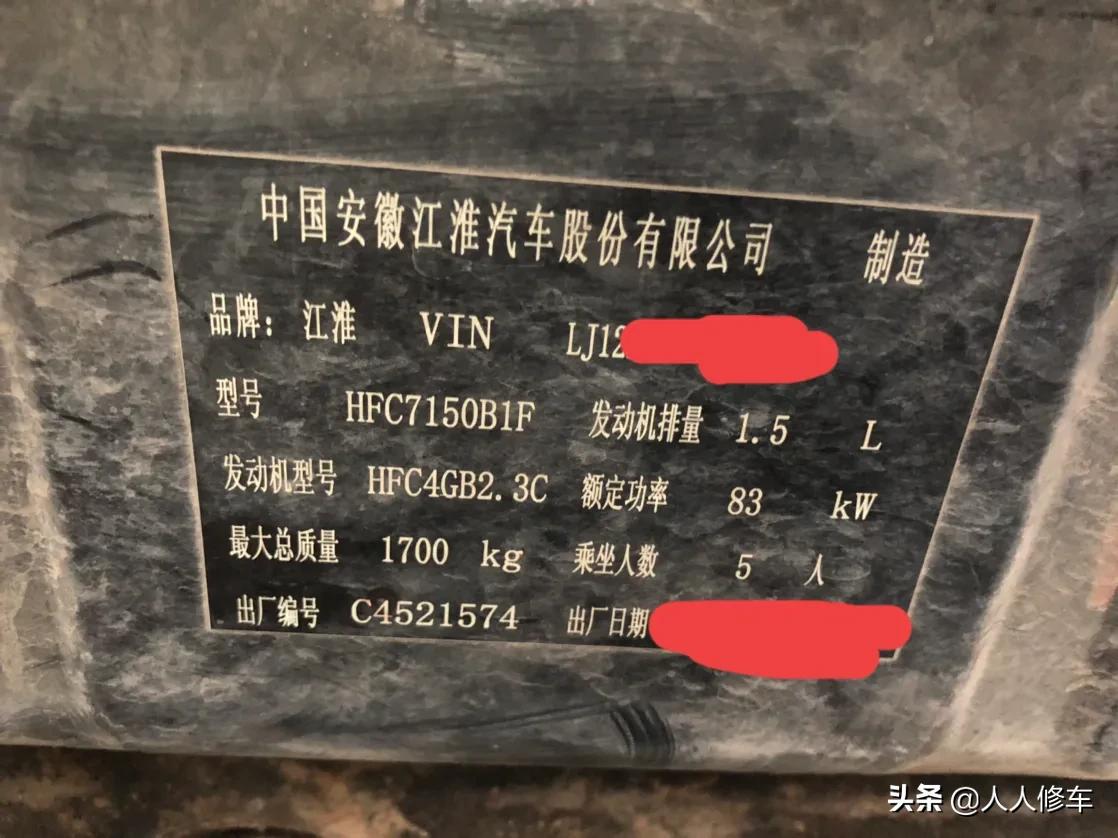 中国安徽江淮汽车股份有限公司 制造
品牌: 江淮 VIN LJ12
型号 HFC7150B1F 发动机排量 1.5 L
发动机型号 HFC4GB2.3C 额定功率 83 kW
最大总质量 1700 kg 乘坐人数 5 人
出厂编号 C4521574 出厂日期
头条 @人人修车